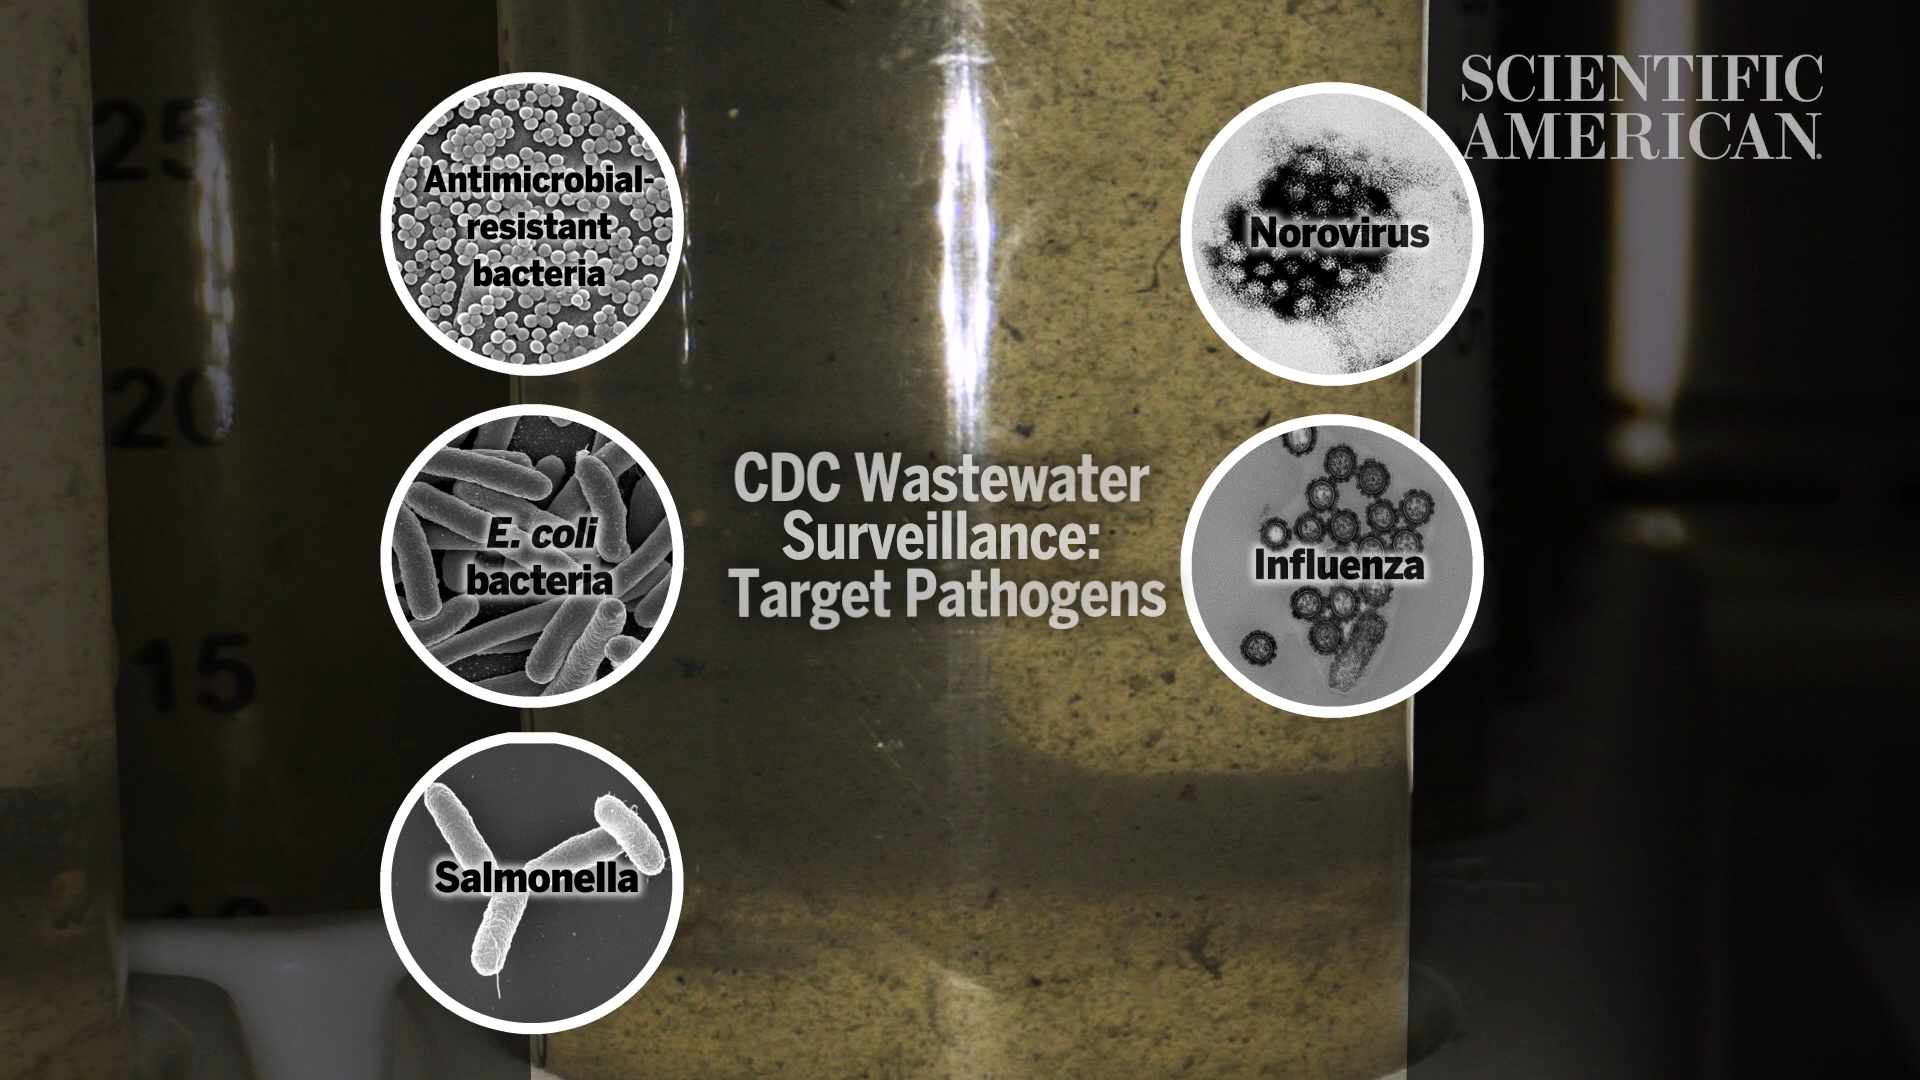 SCIENTIFIC
AMERICAN
25
20
15
Antimicrobial-
resistant
bacteria
E. coli
bacteria
Salmonella
CDC Wastewater
Surveillance:
Target Pathogens
Norovirus
Influenza